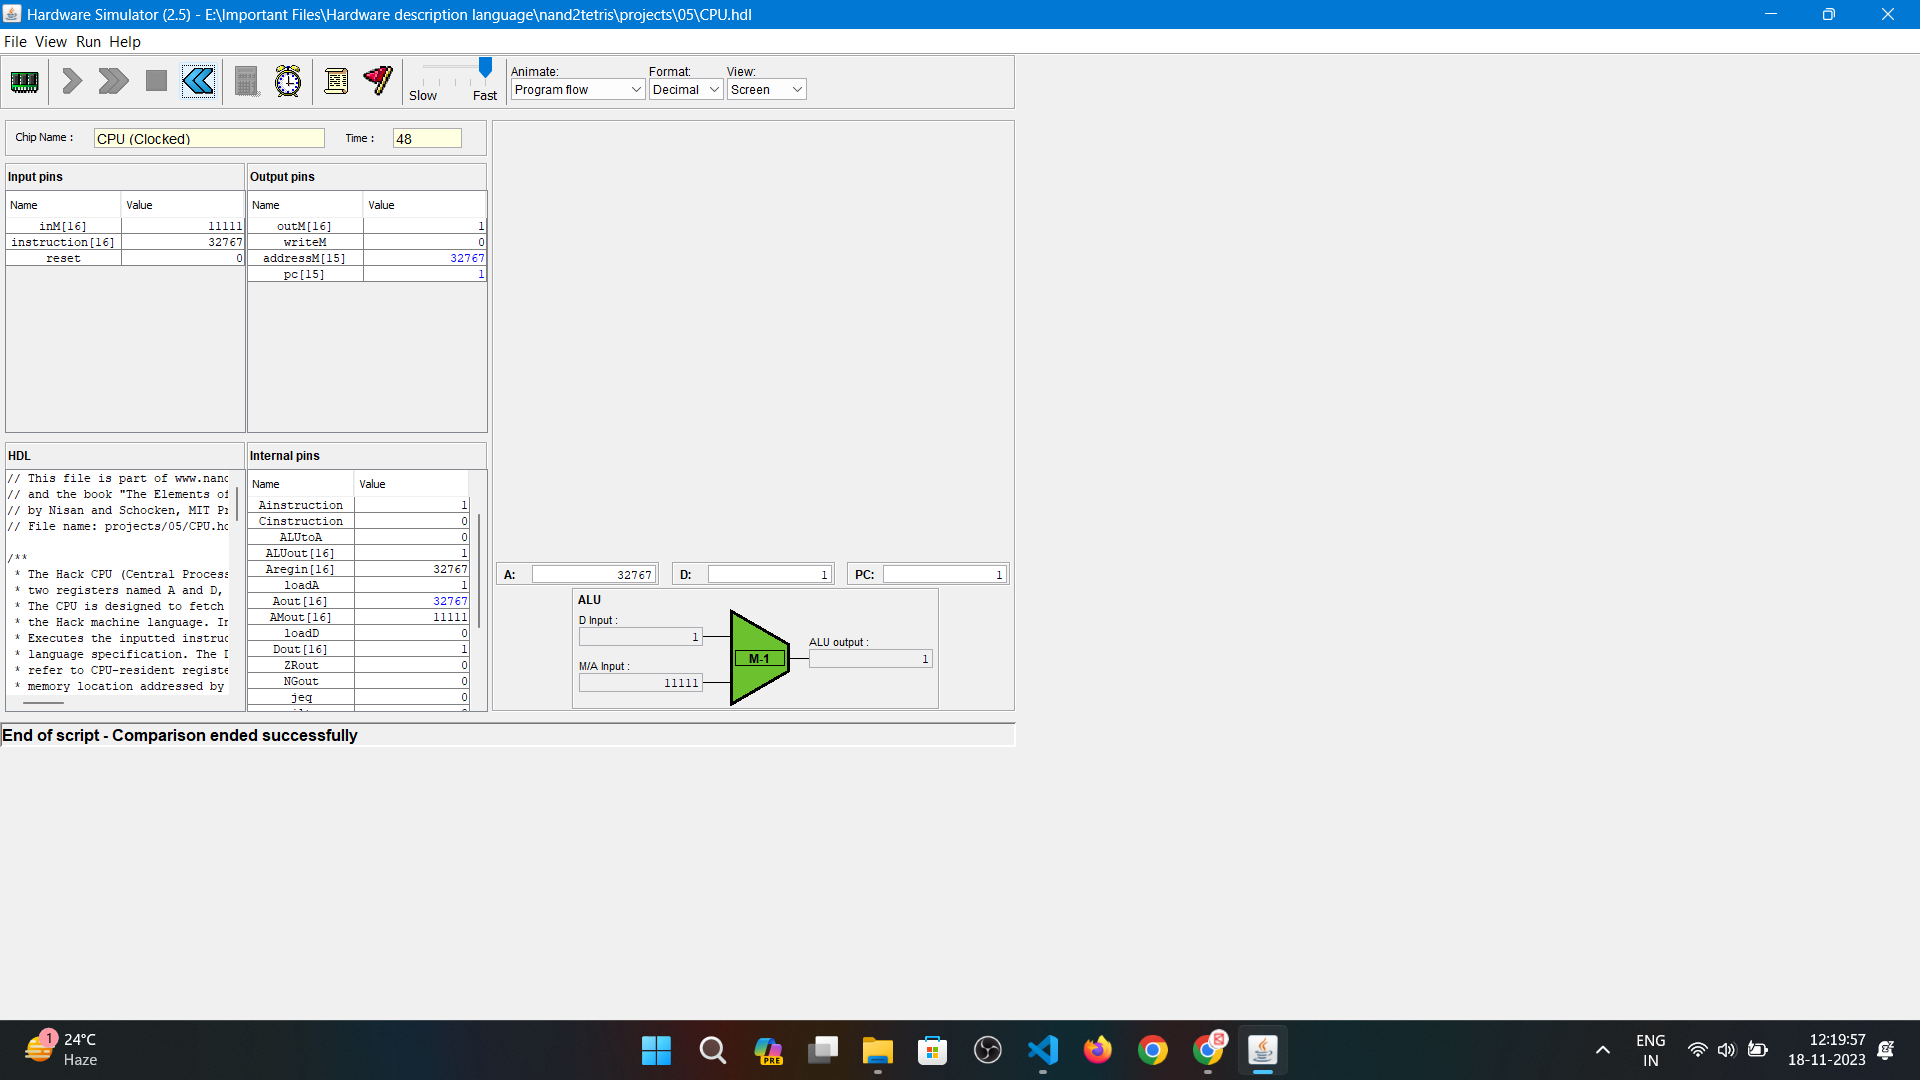 Hardware Simulator (2.5) - E:\Important Files\Hardware description language\nand2tetris\projects\05\CPU.hdl
File View Run Help
Slow Fast
Animate: Format: View:
Program flow Decimal Screen
Chip Name : CPU (Clocked) Time : 48
Input pins
Name Value
inM[16] 11111
instruction[16] 32767
reset 0
Output pins
Name Value
outM[16] 1
writeM 0
addressM[15] 32767
pc[15] 1
HDL
// This file is part of www.nand
// and the book "The Elements of
// by Nisan and Schocken, MIT Pr
// File name: projects/05/CPU.hd
/**
* The Hack CPU (Central Process
* two registers named A and D,
* The CPU is designed to fetch
* the Hack machine language. In
* Executes the inputted instruc
* language specification. The D
* refer to CPU-resident registe
* memory location addressed by
Internal pins
Name Value
Ainstruction 1
Cinstruction 0
ALUtoA 0
ALUout[16] 1
Aregin[16] 32767
loadA 1
Aout[16] 32767
AMout[16] 11111
loadD 0
Dout[16] 1
ZRout 0
NGout 0
jeq 0
A: 32767 D: 1 PC: 1
ALU
D Input :
1
M/A Input :
11111
M-1
ALU output :
1
End of script - Comparison ended successfully
1
24°C
Haze
PRE
ENG
IN
12:19:57
18-11-2023